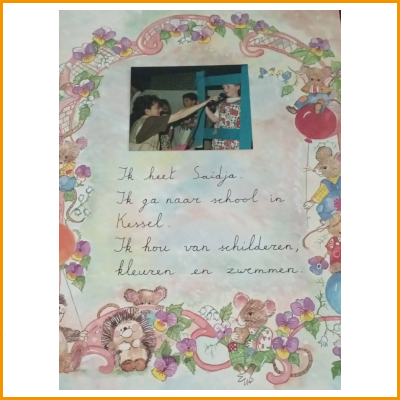 Ik heet Saidja.
Ik ga naar school in
Kessel.
Ik hou van schilderen,
kleuren en zwemmen.